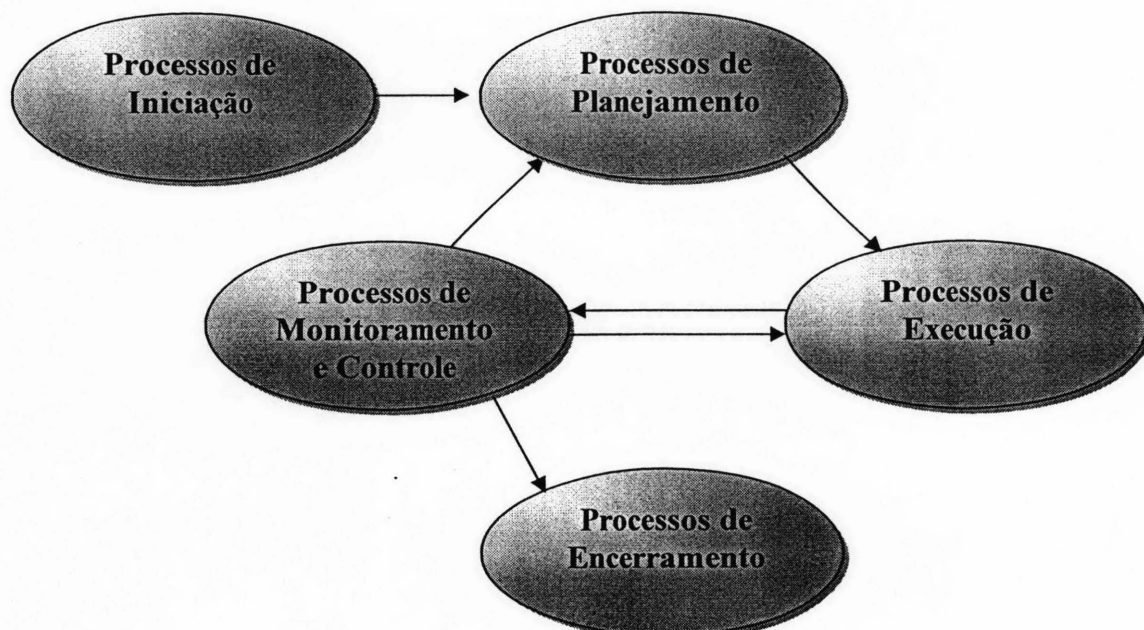 Processos de
Iniciação
Processos de
Planejamento
Processos de
Monitoramento
e Controle
Processos de
Execução
Processos de
Encerramento